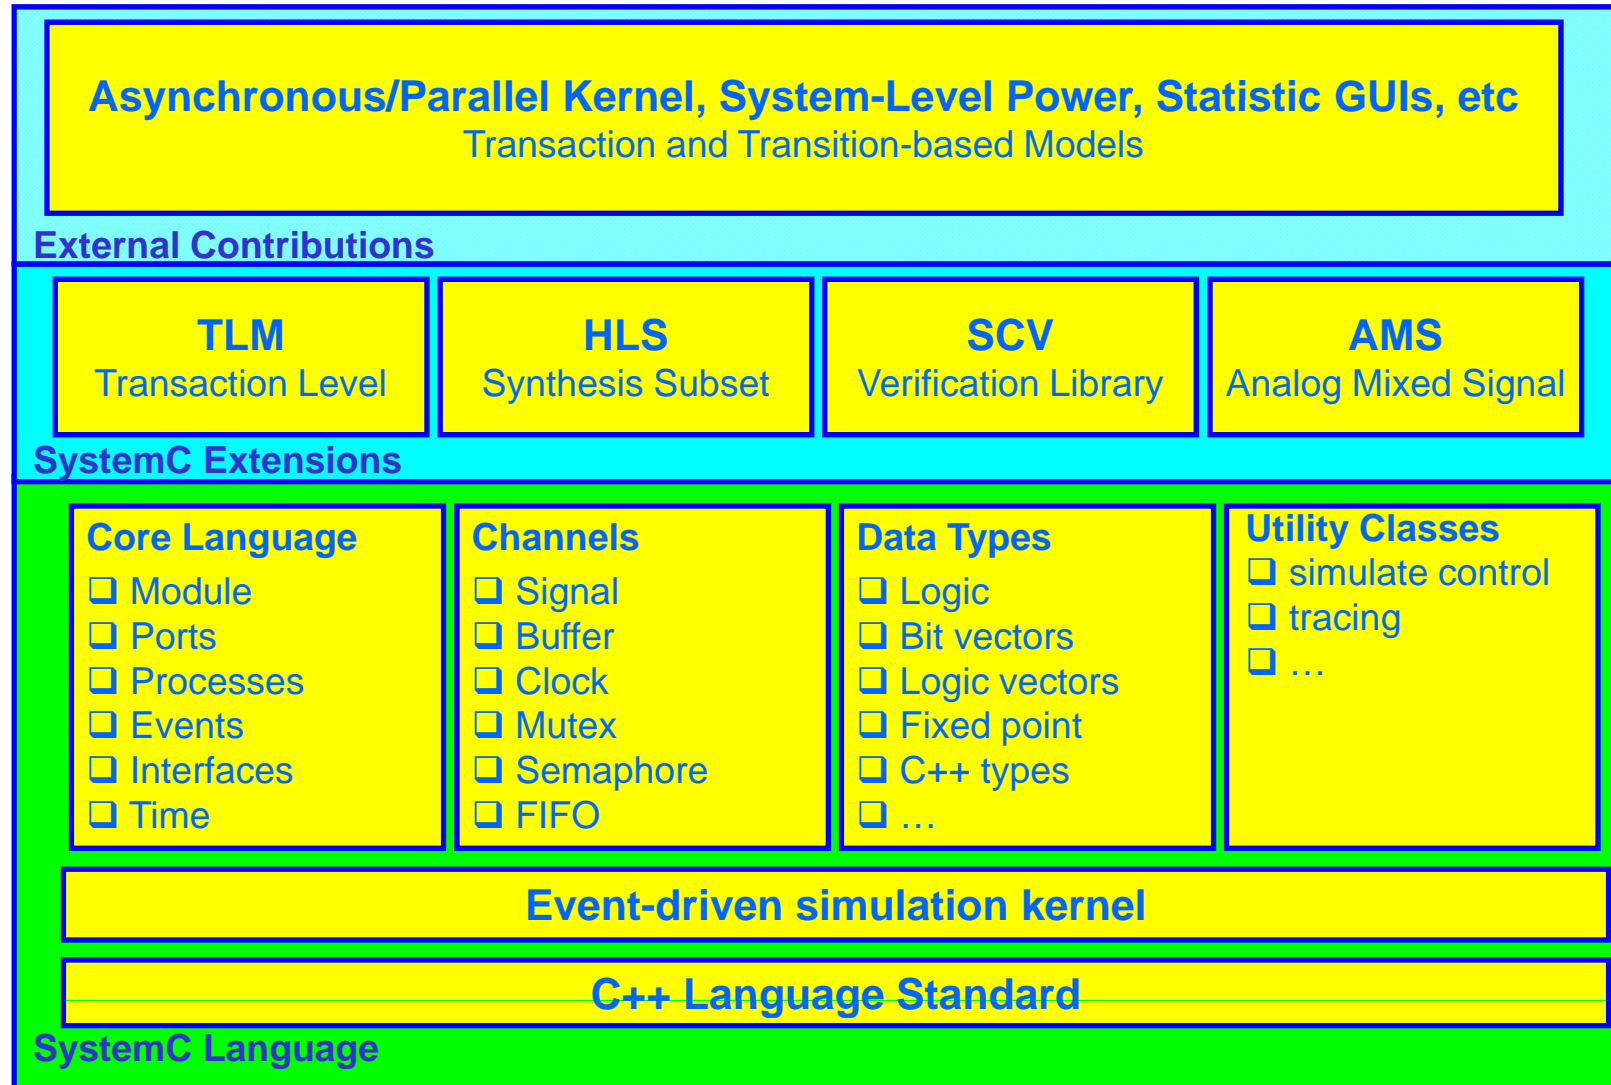 Asynchronous/Parallel Kernel, System-Level Power, Statistic GUIs, etc
Transaction and Transition-based Models
External Contributions
TLM
Transaction Level
HLS
Synthesis Subset
SCV
Verification Library
AMS
Analog Mixed Signal
SystemC Extensions
Core Language
❑ Module
❑ Ports
❑ Processes
❑ Events
❑ Interfaces
❑ Time
Channels
❑ Signal
❑ Buffer
❑ Clock
❑ Mutex
❑ Semaphore
❑ FIFO
Data Types
❑ Logic
❑ Bit vectors
❑ Logic vectors
❑ Fixed point
❑ C++ types
❑ …
Utility Classes
❑ simulate control
❑ tracing
❑ …
Event-driven simulation kernel
C++ Language Standard
SystemC Language